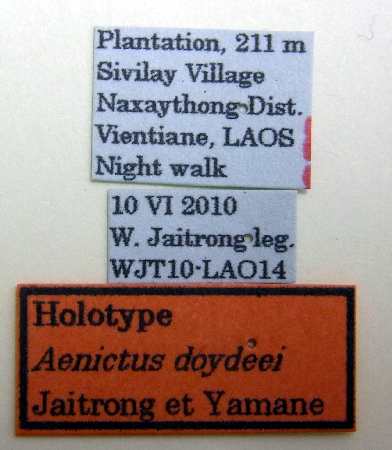 Plantation, 211 m
Sivilay Village
Naxaythong Dist.
Vientiane, LAOS
Night walk
10 VI 2010
W. Jaitrong leg.
WJT10-LAO14
Holotype
Aenictus doydeei
Jaitrong et Yamane